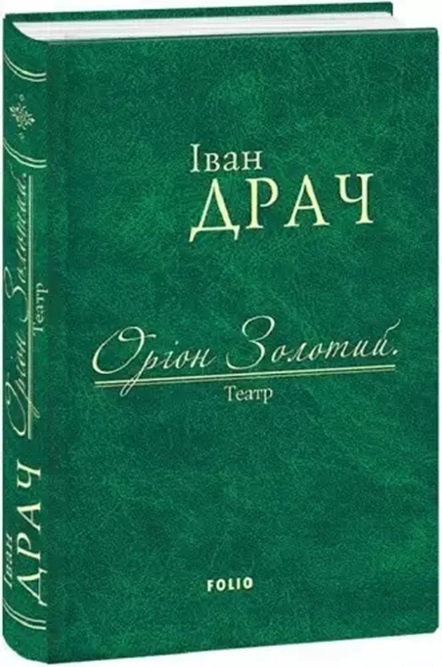 Іван
ДРАЧ
Оріон Золотий.
Театр
FOLIO
Іван
ДРАЧ
Оріон Золотий.
Театр